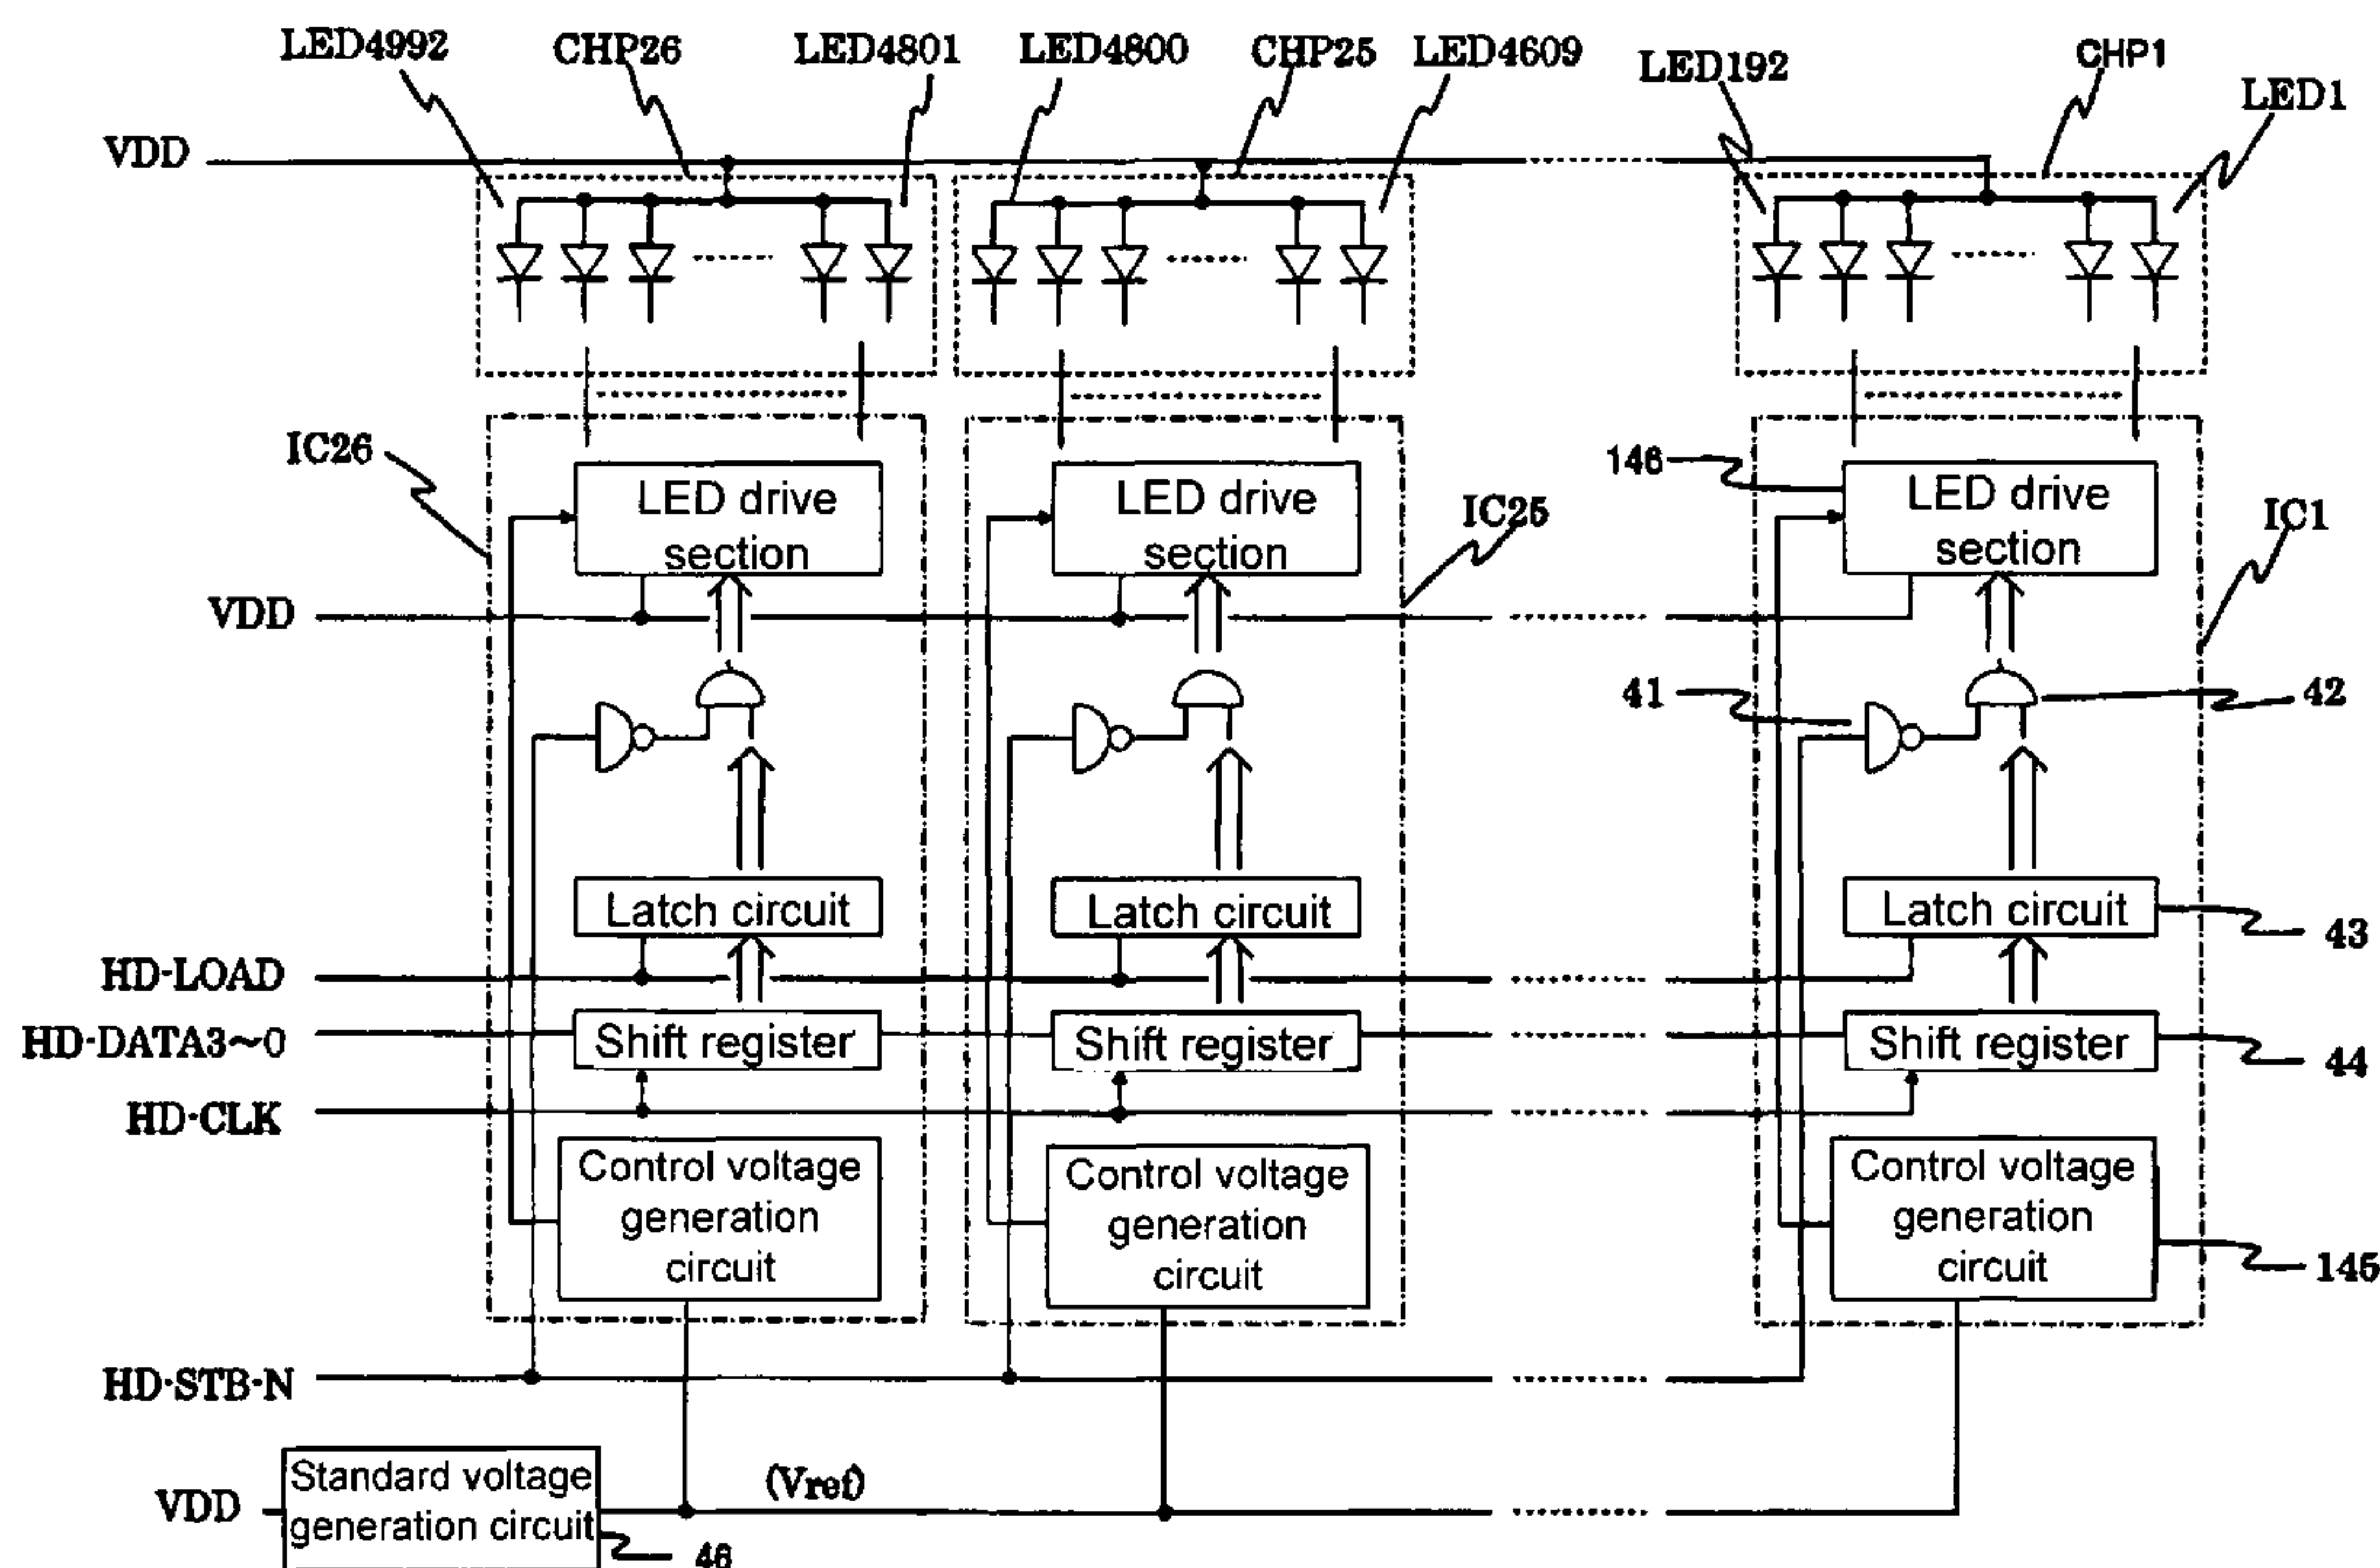 LED4992 CHP26 LED4801 LED4800 CHP25 LED4609 LED192 CHP1 LED1
VDD
IC26
LED drive
section
LED drive
section
IC25
146
LED drive
section
IC1
VDD
41
42
Latch circuit
Latch circuit
Latch circuit
43
HD-LOAD
HD-DATA3~0
Shift register
Shift register
Shift register
44
HD-CLK
Control voltage
generation
circuit
Control voltage
generation
circuit
Control voltage
generation
circuit
145
HD-STB-N
VDD
Standard voltage
generation circuit
46
(Vref)